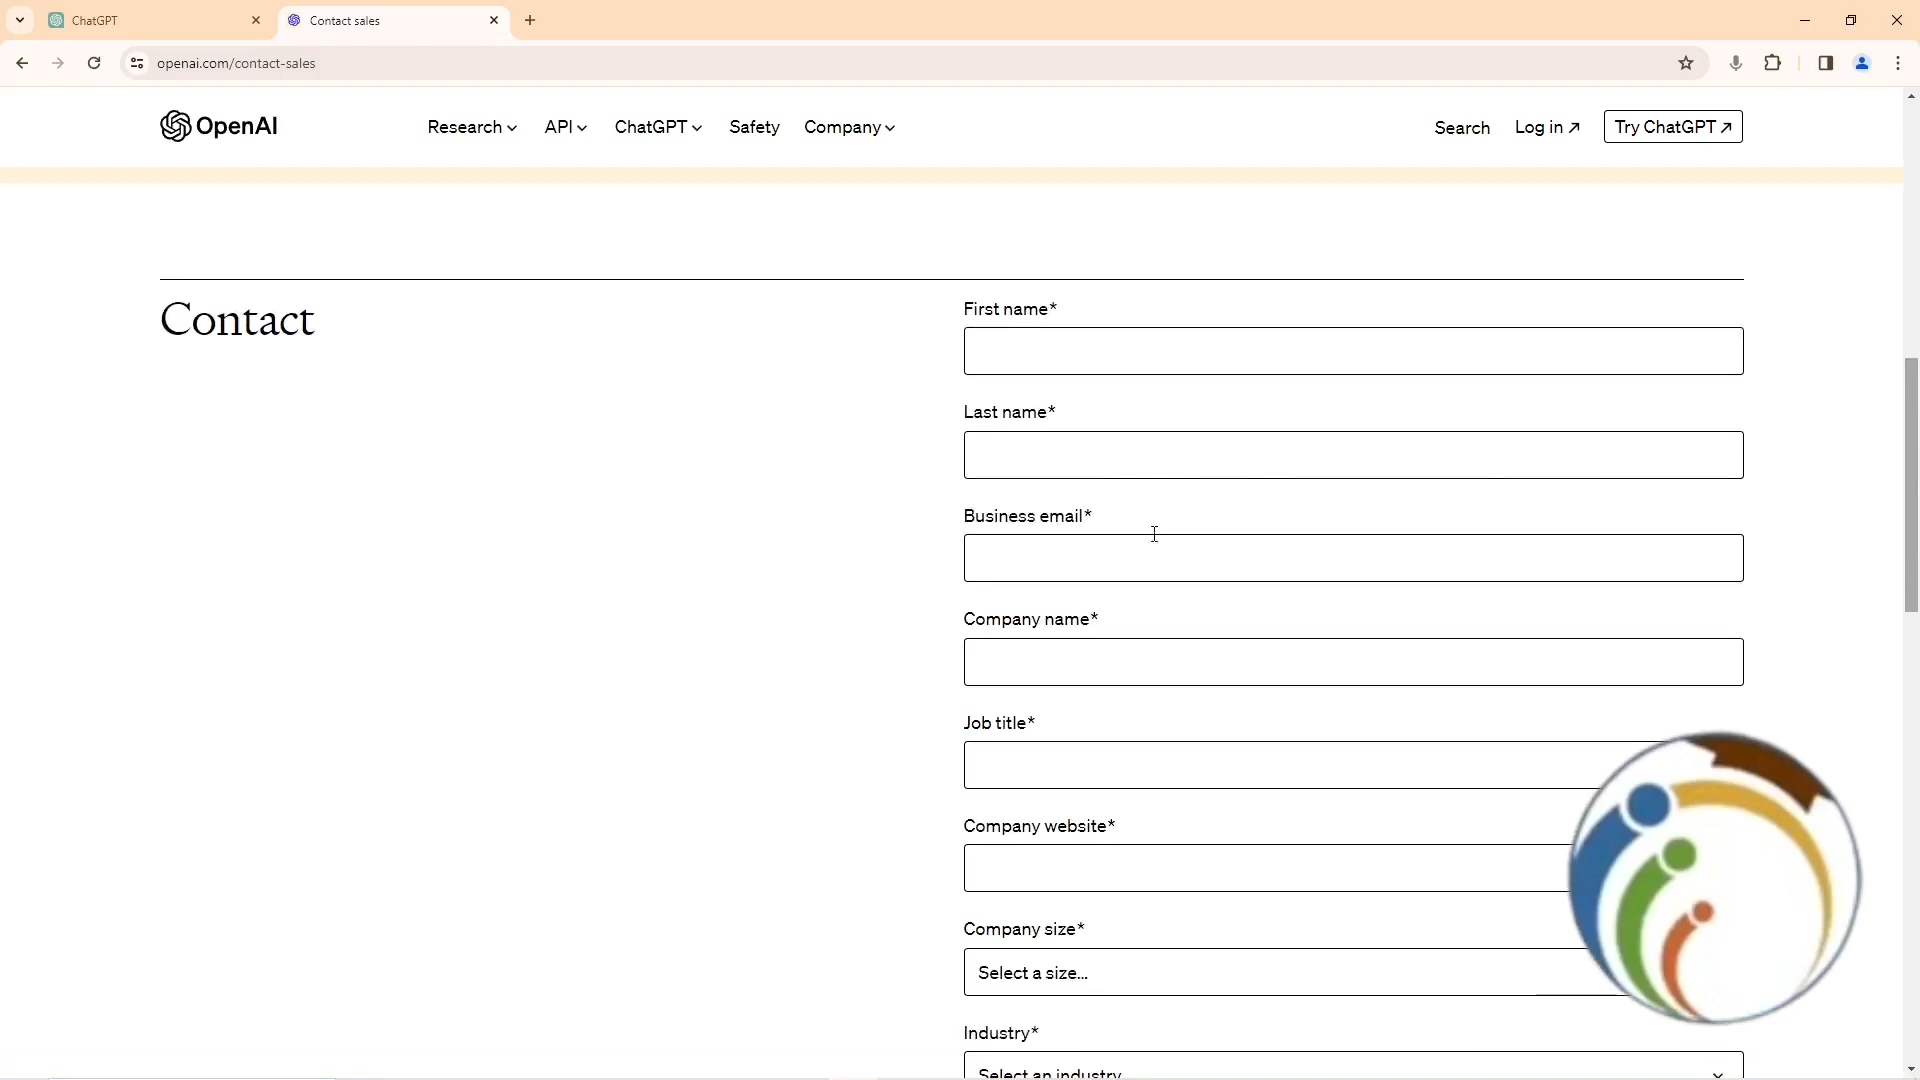 ChatGPT
Contact sales
openai.com/contact-sales
OpenAI
Research
API
ChatGPT
Safety
Company
Search
Log in ↗
Try ChatGPT ↗
Contact
First name*
Last name*
Business email*
Company name*
Job title*
Company website*
Company size*
Select a size...
Industry*
Select an industry